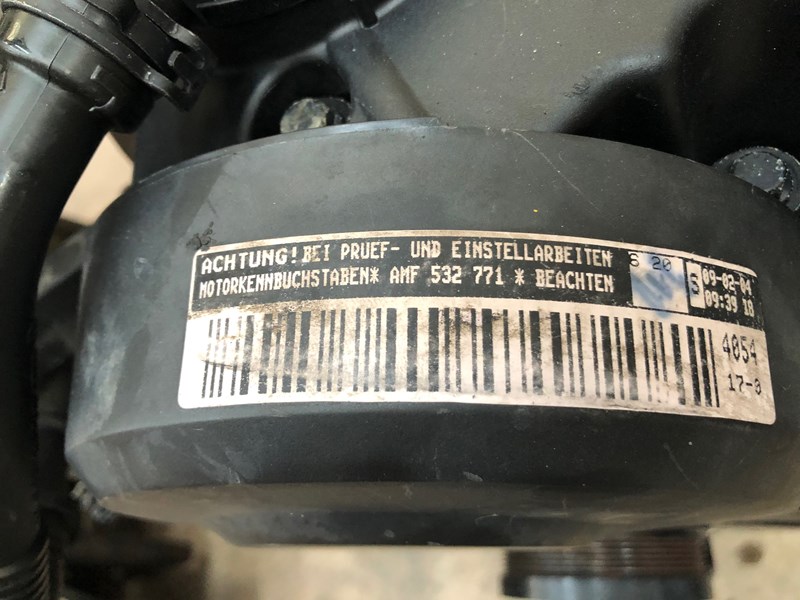 ACHTUNG! BEI PRUEF- UND EINSTELLARBEITEN
MOTORKENNBUCHSTABEN* AMF 532 771 * BEACHTEN
S 20
S
09-02-04
09:39 18
4054
17-0